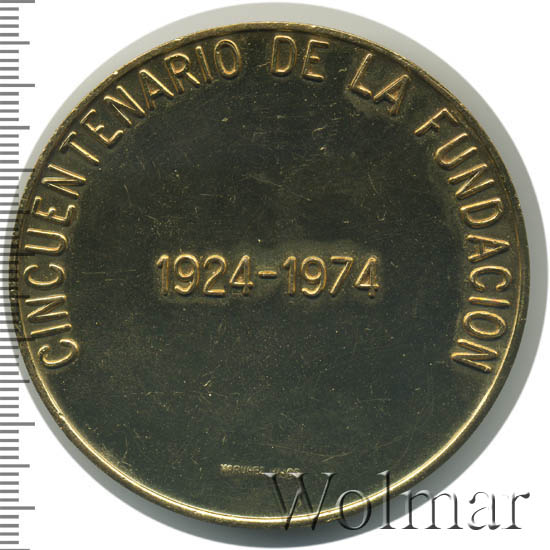 CINCUENTENARIO DE LA FUNDACION
1924-1974
Wolmar